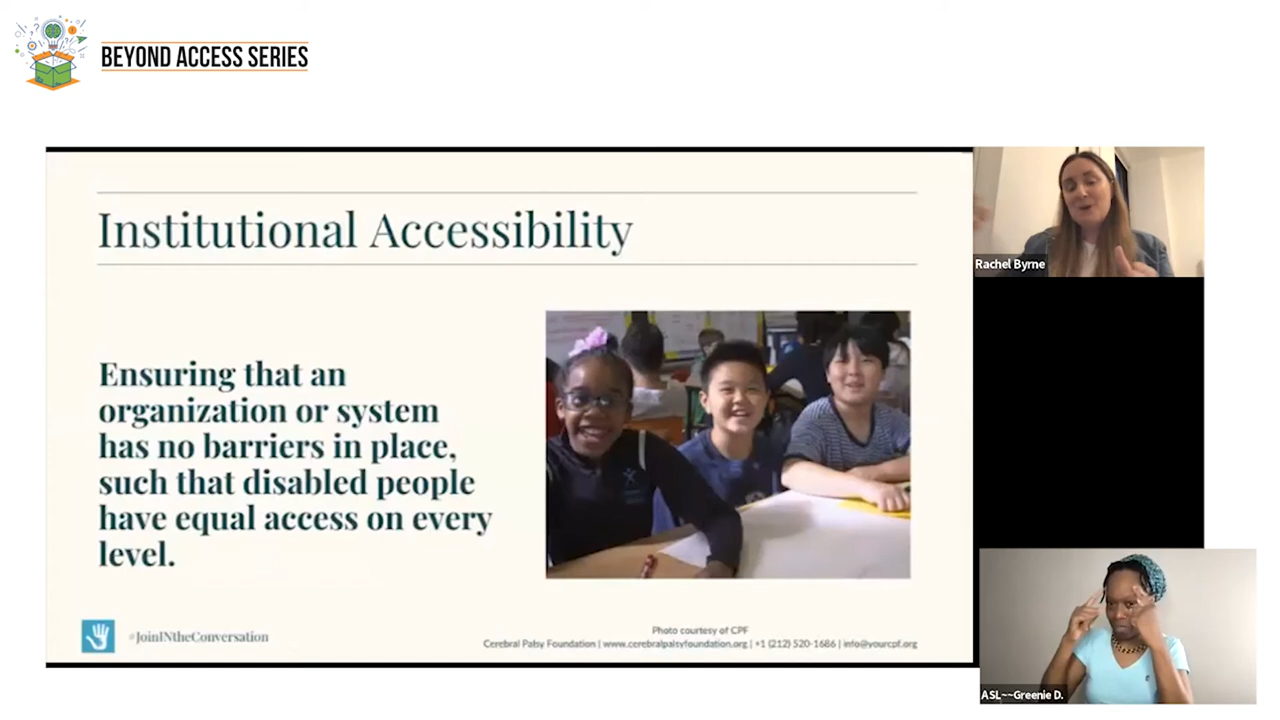 BEYOND ACCESS SERIES
Institutional Accessibility
Ensuring that an
organization or system
has no barriers in place,
such that disabled people
have equal access on every
level.
#JoinINtheConversation
Photo courtesy of CPF
Cerebral Palsy Foundation | www.cerebralpalsyfoundation.org | +1 (212) 520-1686 | info@yourcpf.org
Rachel Byrne
ASL~~Greenie D.